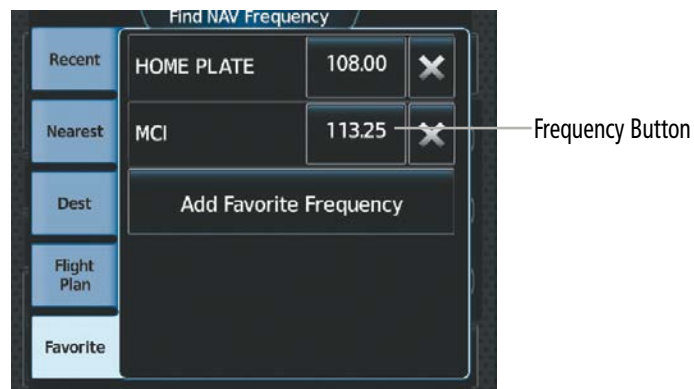 Find NAV Frequency
Recent
HOME PLATE 108.00
Nearest
MCI 113.25
Frequency Button
Dest
Add Favorite Frequency
Flight
Plan
Favorite